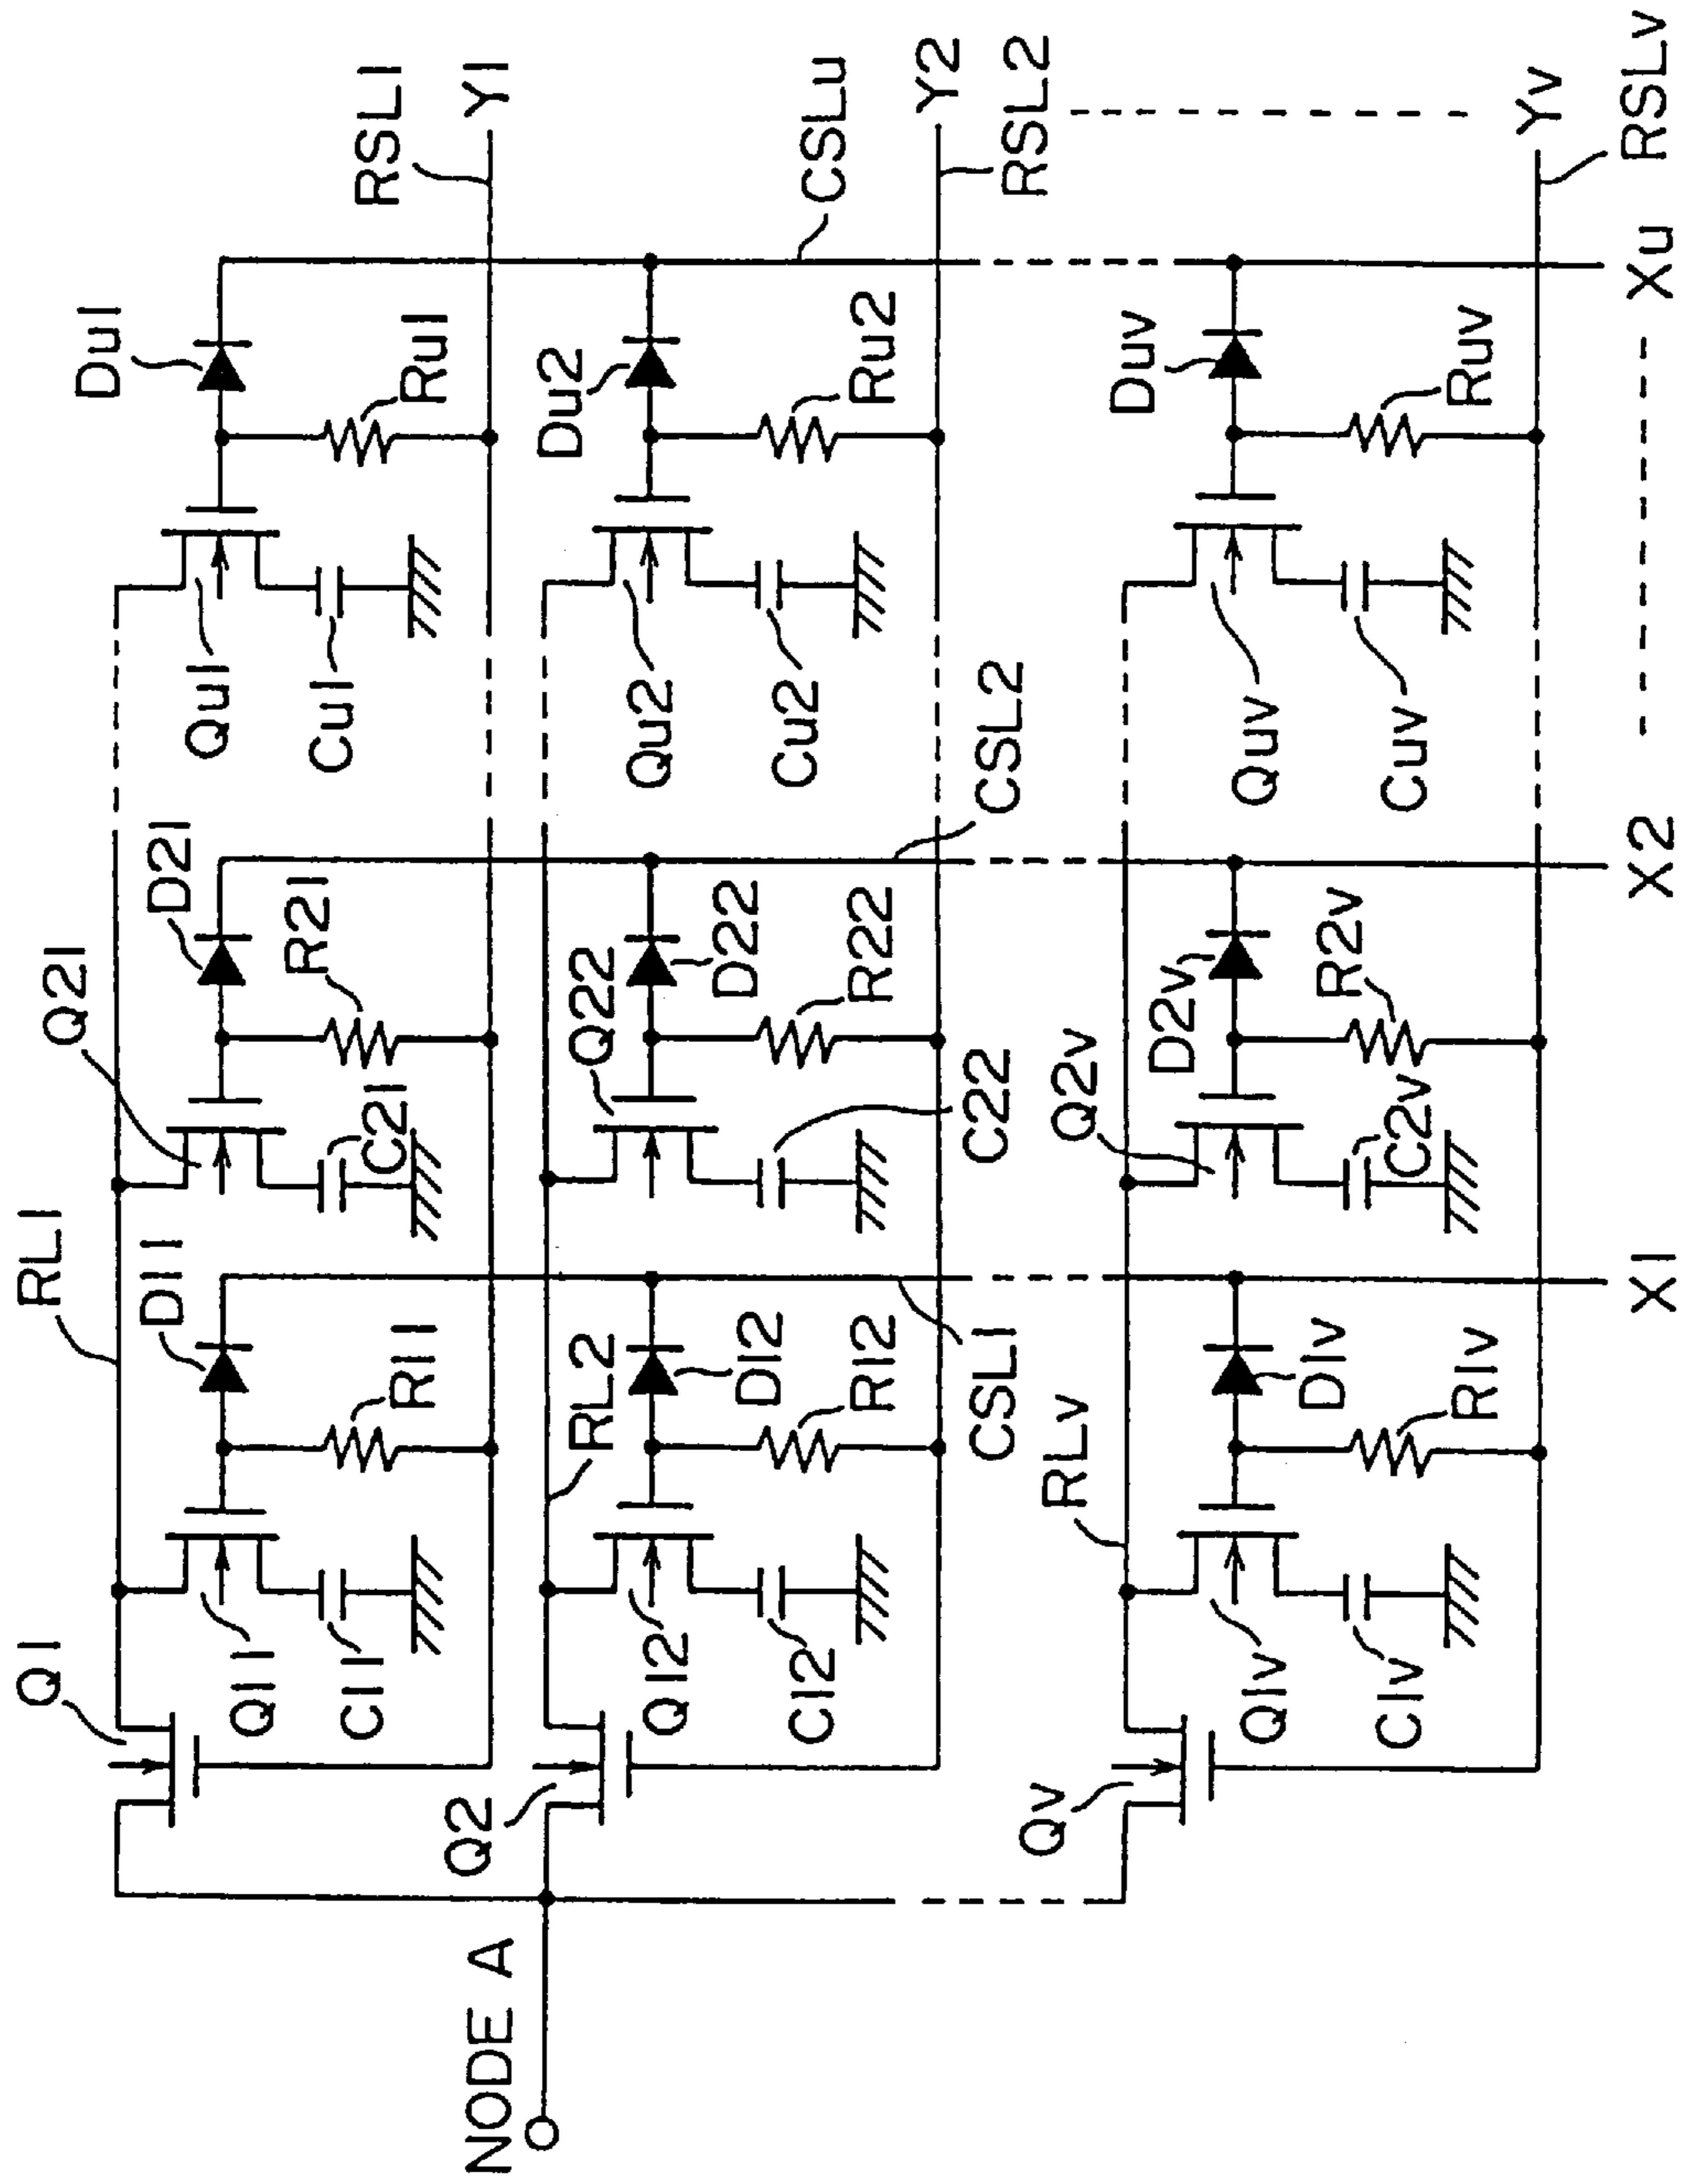 Q1
RL1
Q21
Du1
D11
D21
Qu1
Q11
R21
Cu1
C11
C21
RSL1
R11
Ru1
Q2
Y1
NODE A
Du2
RL2
Q22
Qu2
Q12
D12
D22
Cu2
C12
CSLu
R12
R22
Ru2
Y2
C22
CSL1
CSL2
RSL2
Qv
RLv
Q2v
Duv
D2v
Q1v
Quv
D1v
R2v
C1v
C2v
Cuv
R1v
Ruv
Yv
X1
X2
Xu
RSLv